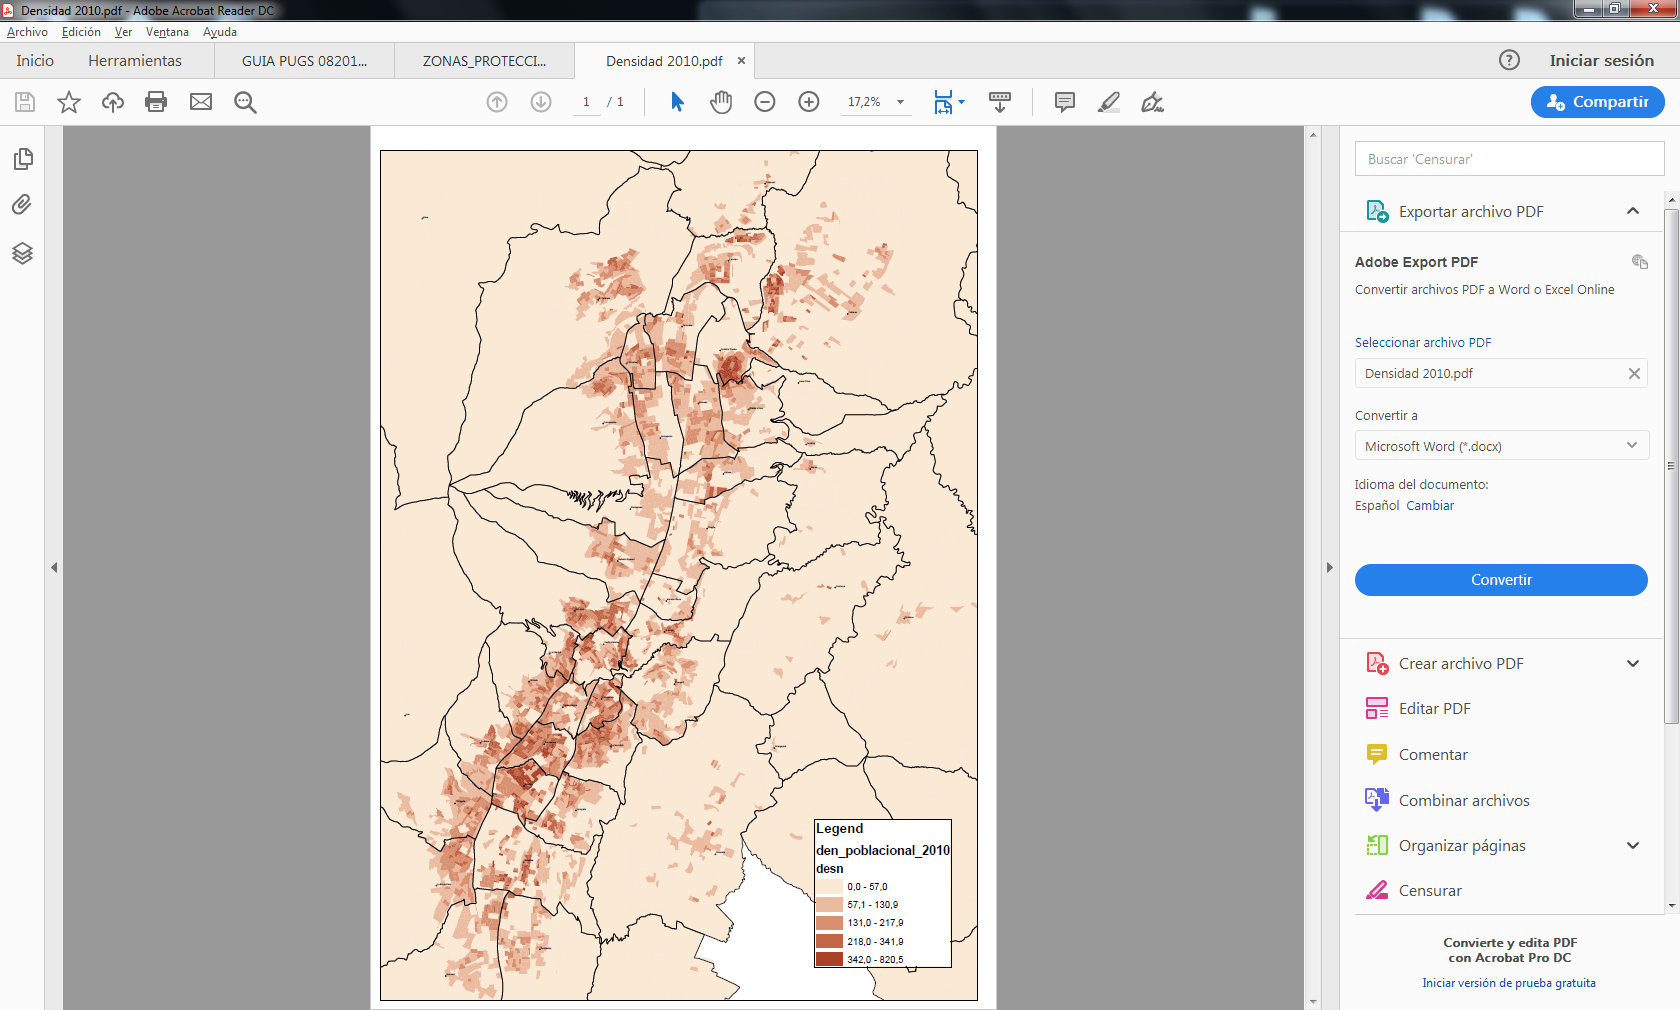 Densidad 2010.pdf - Adobe Acrobat Reader DC
Archivo Edición Ver Ventana Ayuda
Inicio Herramientas GUIA PUGS 08201... ZONAS_PROTECCI... Densidad 2010.pdf × ? Iniciar sesión
1 / 1 17,2% Compartir
Buscar 'Censurar'
Exportar archivo PDF
Adobe Export PDF
Convertir archivos PDF a Word o Excel Online
Seleccionar archivo PDF
Densidad 2010.pdf
Convertir a
Microsoft Word (*.docx)
Idioma del documento:
Español Cambiar
Convertir
Crear archivo PDF
Editar PDF
Comentar
Combinar archivos
Organizar páginas
Censurar
Convierte y edita PDF
con Acrobat Pro DC
Iniciar versión de prueba gratuita
Legend
den_poblacional_2010
desn
0,0 - 57,0
57,1 - 130,9
131,0 - 217,9
218,0 - 341,9
342,0 - 820,5